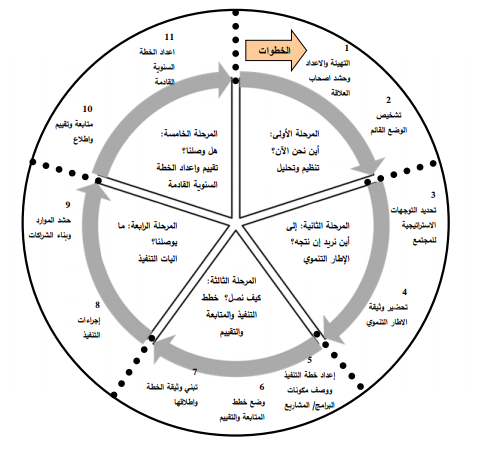 الخطوات
1
التهيئة والاعداد
وحشد اصحاب
العلاقة
2
تشخيص
الوضع القائم
المرحلة الأولى:
أين نحن الآن؟
تنظيم وتحليل
3
تحديد التوجهات
الاستراتيجية
للمجتمع
4
تحضير وثيقة
الاطار التنموي
المرحلة الثانية: إلى
أين نريد إن نتجه؟
الإطار التنموي
5
إعداد خطة التنفيذ
ووصف مكونات
البرامج/ المشاريع
6
وضع خطط
المتابعة والتقييم
7
تبني وثيقة الخطة
واطلاقها
المرحلة الثالثة:
كيف نصل؟ خطط
التنفيذ والمتابعة
والتقييم
8
إجراءات
التنفيذ
9
حشد الموارد
وبناء الشراكات
المرحلة الرابعة: ما
يوصلنا؟
اليات التنفيذ
10
متابعة وتقييم
واطلاع
11
اعداد الخطة
السنوية
القادمة
المرحلة الخامسة:
هل وصلنا؟
تقييم واعداد الخطة
السنوية القادمة